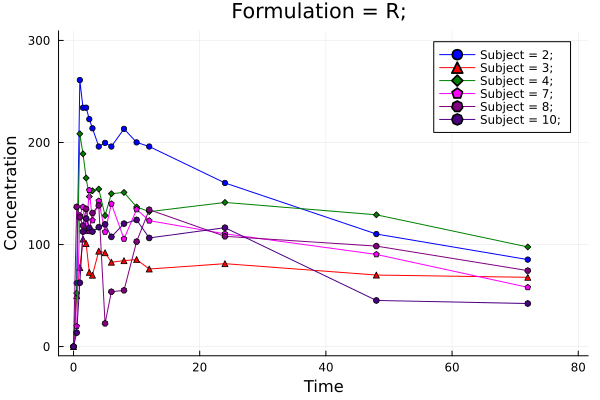 Formulation = R;
300
200
100
0
Concentration
0
20
40
60
80
Time
Subject = 2;
Subject = 3;
Subject = 4;
Subject = 7;
Subject = 8;
Subject = 10;